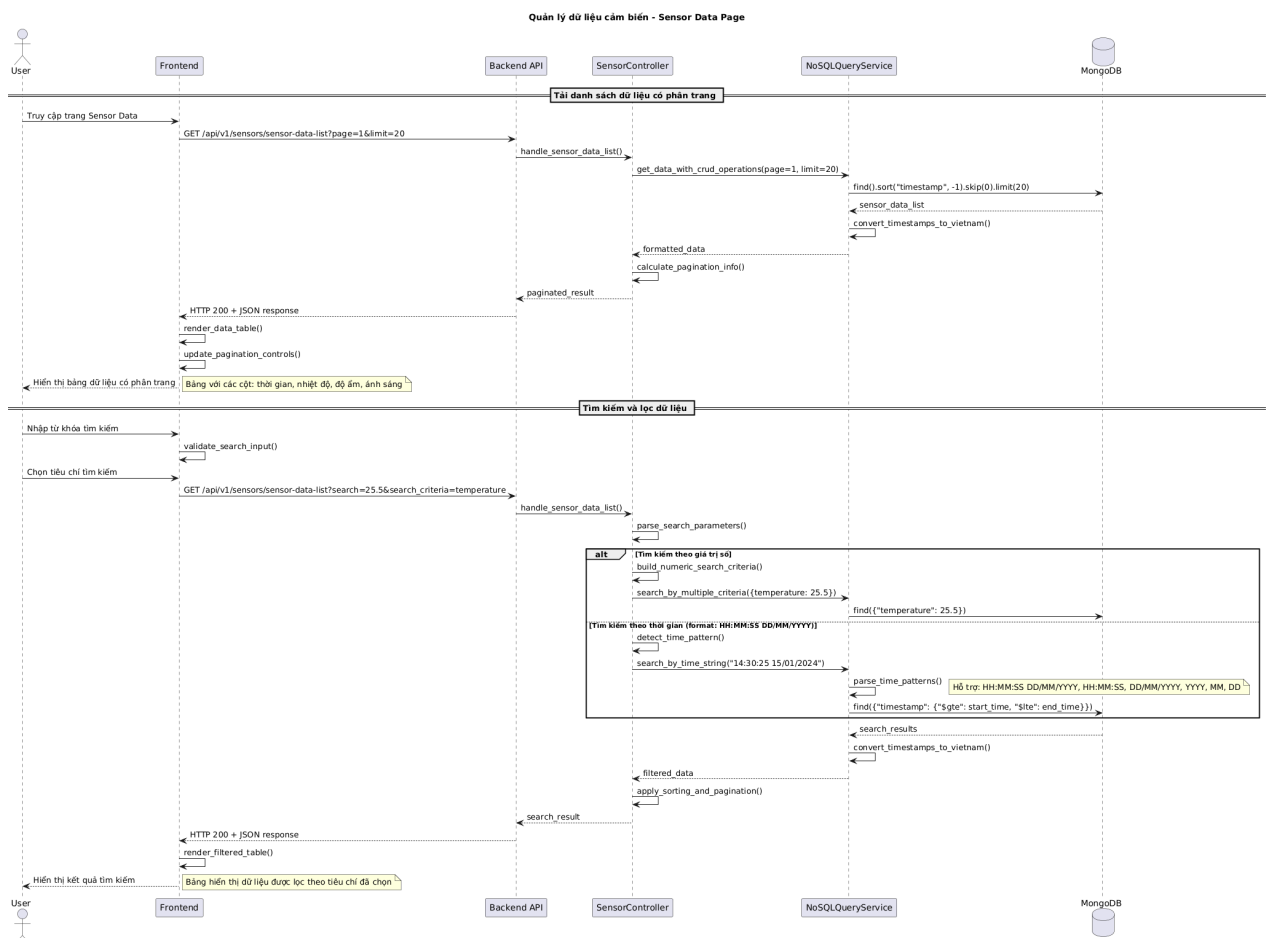 Quản lý dữ liệu cảm biến - Sensor Data Page
User
Frontend
Backend API
SensorController
NoSQLQueryService
MongoDB
Tải danh sách dữ liệu có phân trang
Truy cập trang Sensor Data
GET /api/v1/sensors/sensor-data-list?page=1&limit=20
handle_sensor_data_list()
get_data_with_crud_operations(page=1, limit=20)
find().sort("timestamp", -1).skip(0).limit(20)
sensor_data_list
convert_timestamps_to_vietnam()
formatted_data
calculate_pagination_info()
paginated_result
HTTP 200 + JSON response
render_data_table()
update_pagination_controls()
Hiển thị bảng dữ liệu có phân trang
Bảng với các cột: thời gian, nhiệt độ, độ ẩm, ánh sáng
Tìm kiếm và lọc dữ liệu
Nhập từ khóa tìm kiếm
validate_search_input()
Chọn tiêu chí tìm kiếm
GET /api/v1/sensors/sensor-data-list?search=25.5&search_criteria=temperature
handle_sensor_data_list()
parse_search_parameters()
alt
[Tìm kiếm theo giá trị số]
build_numeric_search_criteria()
search_by_multiple_criteria({temperature: 25.5})
find({"temperature": 25.5})
[Tìm kiếm theo thời gian (format: HH:MM:SS DD/MM/YYYY)]
detect_time_pattern()
search_by_time_string("14:30:25 15/01/2024")
parse_time_patterns()
Hỗ trợ: HH:MM:SS DD/MM/YYYY, HH:MM:SS, DD/MM/YYYY, YYYY, MM, DD
find({"timestamp": {"$gte": start_time, "$lte": end_time}})
search_results
convert_timestamps_to_vietnam()
filtered_data
apply_sorting_and_pagination()
search_result
HTTP 200 + JSON response
render_filtered_table()
Hiển thị kết quả tìm kiếm
Bảng hiển thị dữ liệu được lọc theo tiêu chí đã chọn
User
Frontend
Backend API
SensorController
NoSQLQueryService
MongoDB